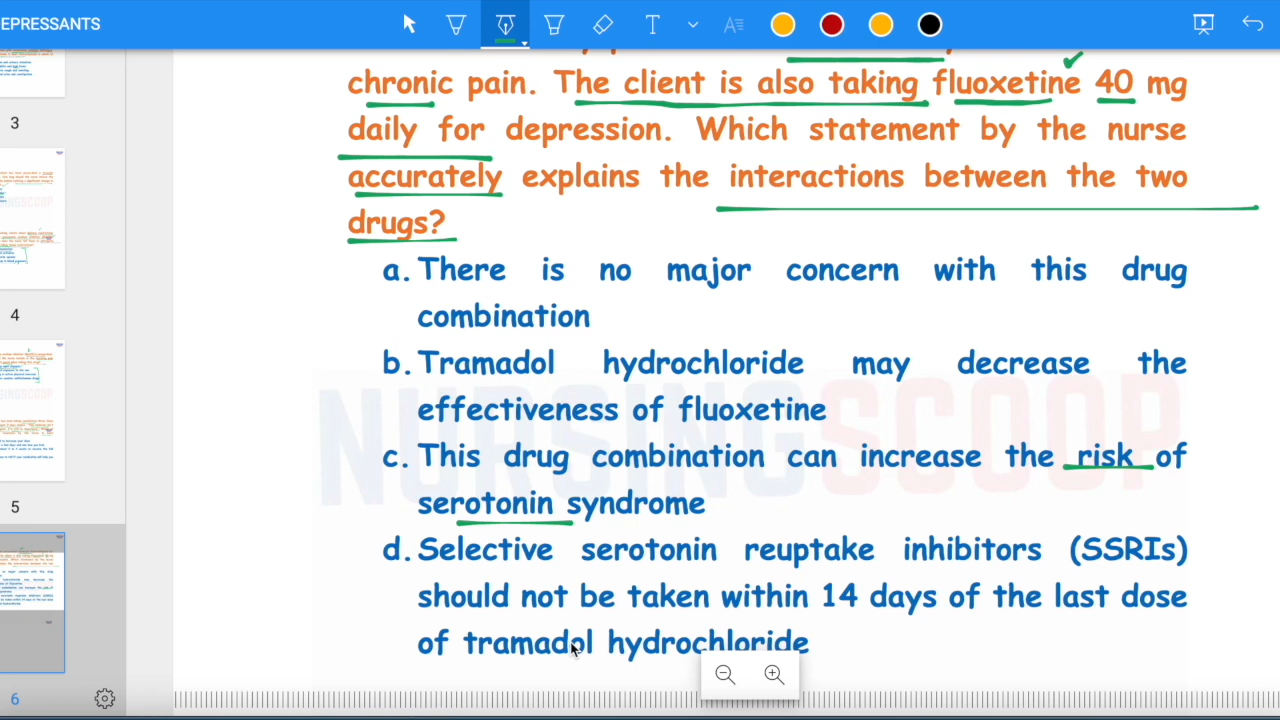 EPRESSANTS
T
A
chronic pain. The client is also taking fluoxetine 40 mg
daily for depression. Which statement by the nurse
accurately explains the interactions between the two
drugs?
a. There is no major concern with this drug
combination
b. Tramadol hydrochloride may decrease the
effectiveness of fluoxetine
c. This drug combination can increase the risk of
serotonin syndrome
d. Selective serotonin reuptake inhibitors (SSRIs)
should not be taken within 14 days of the last dose
of tramadol hydrochloride
NURSINGSCOOP
3
4
5
6